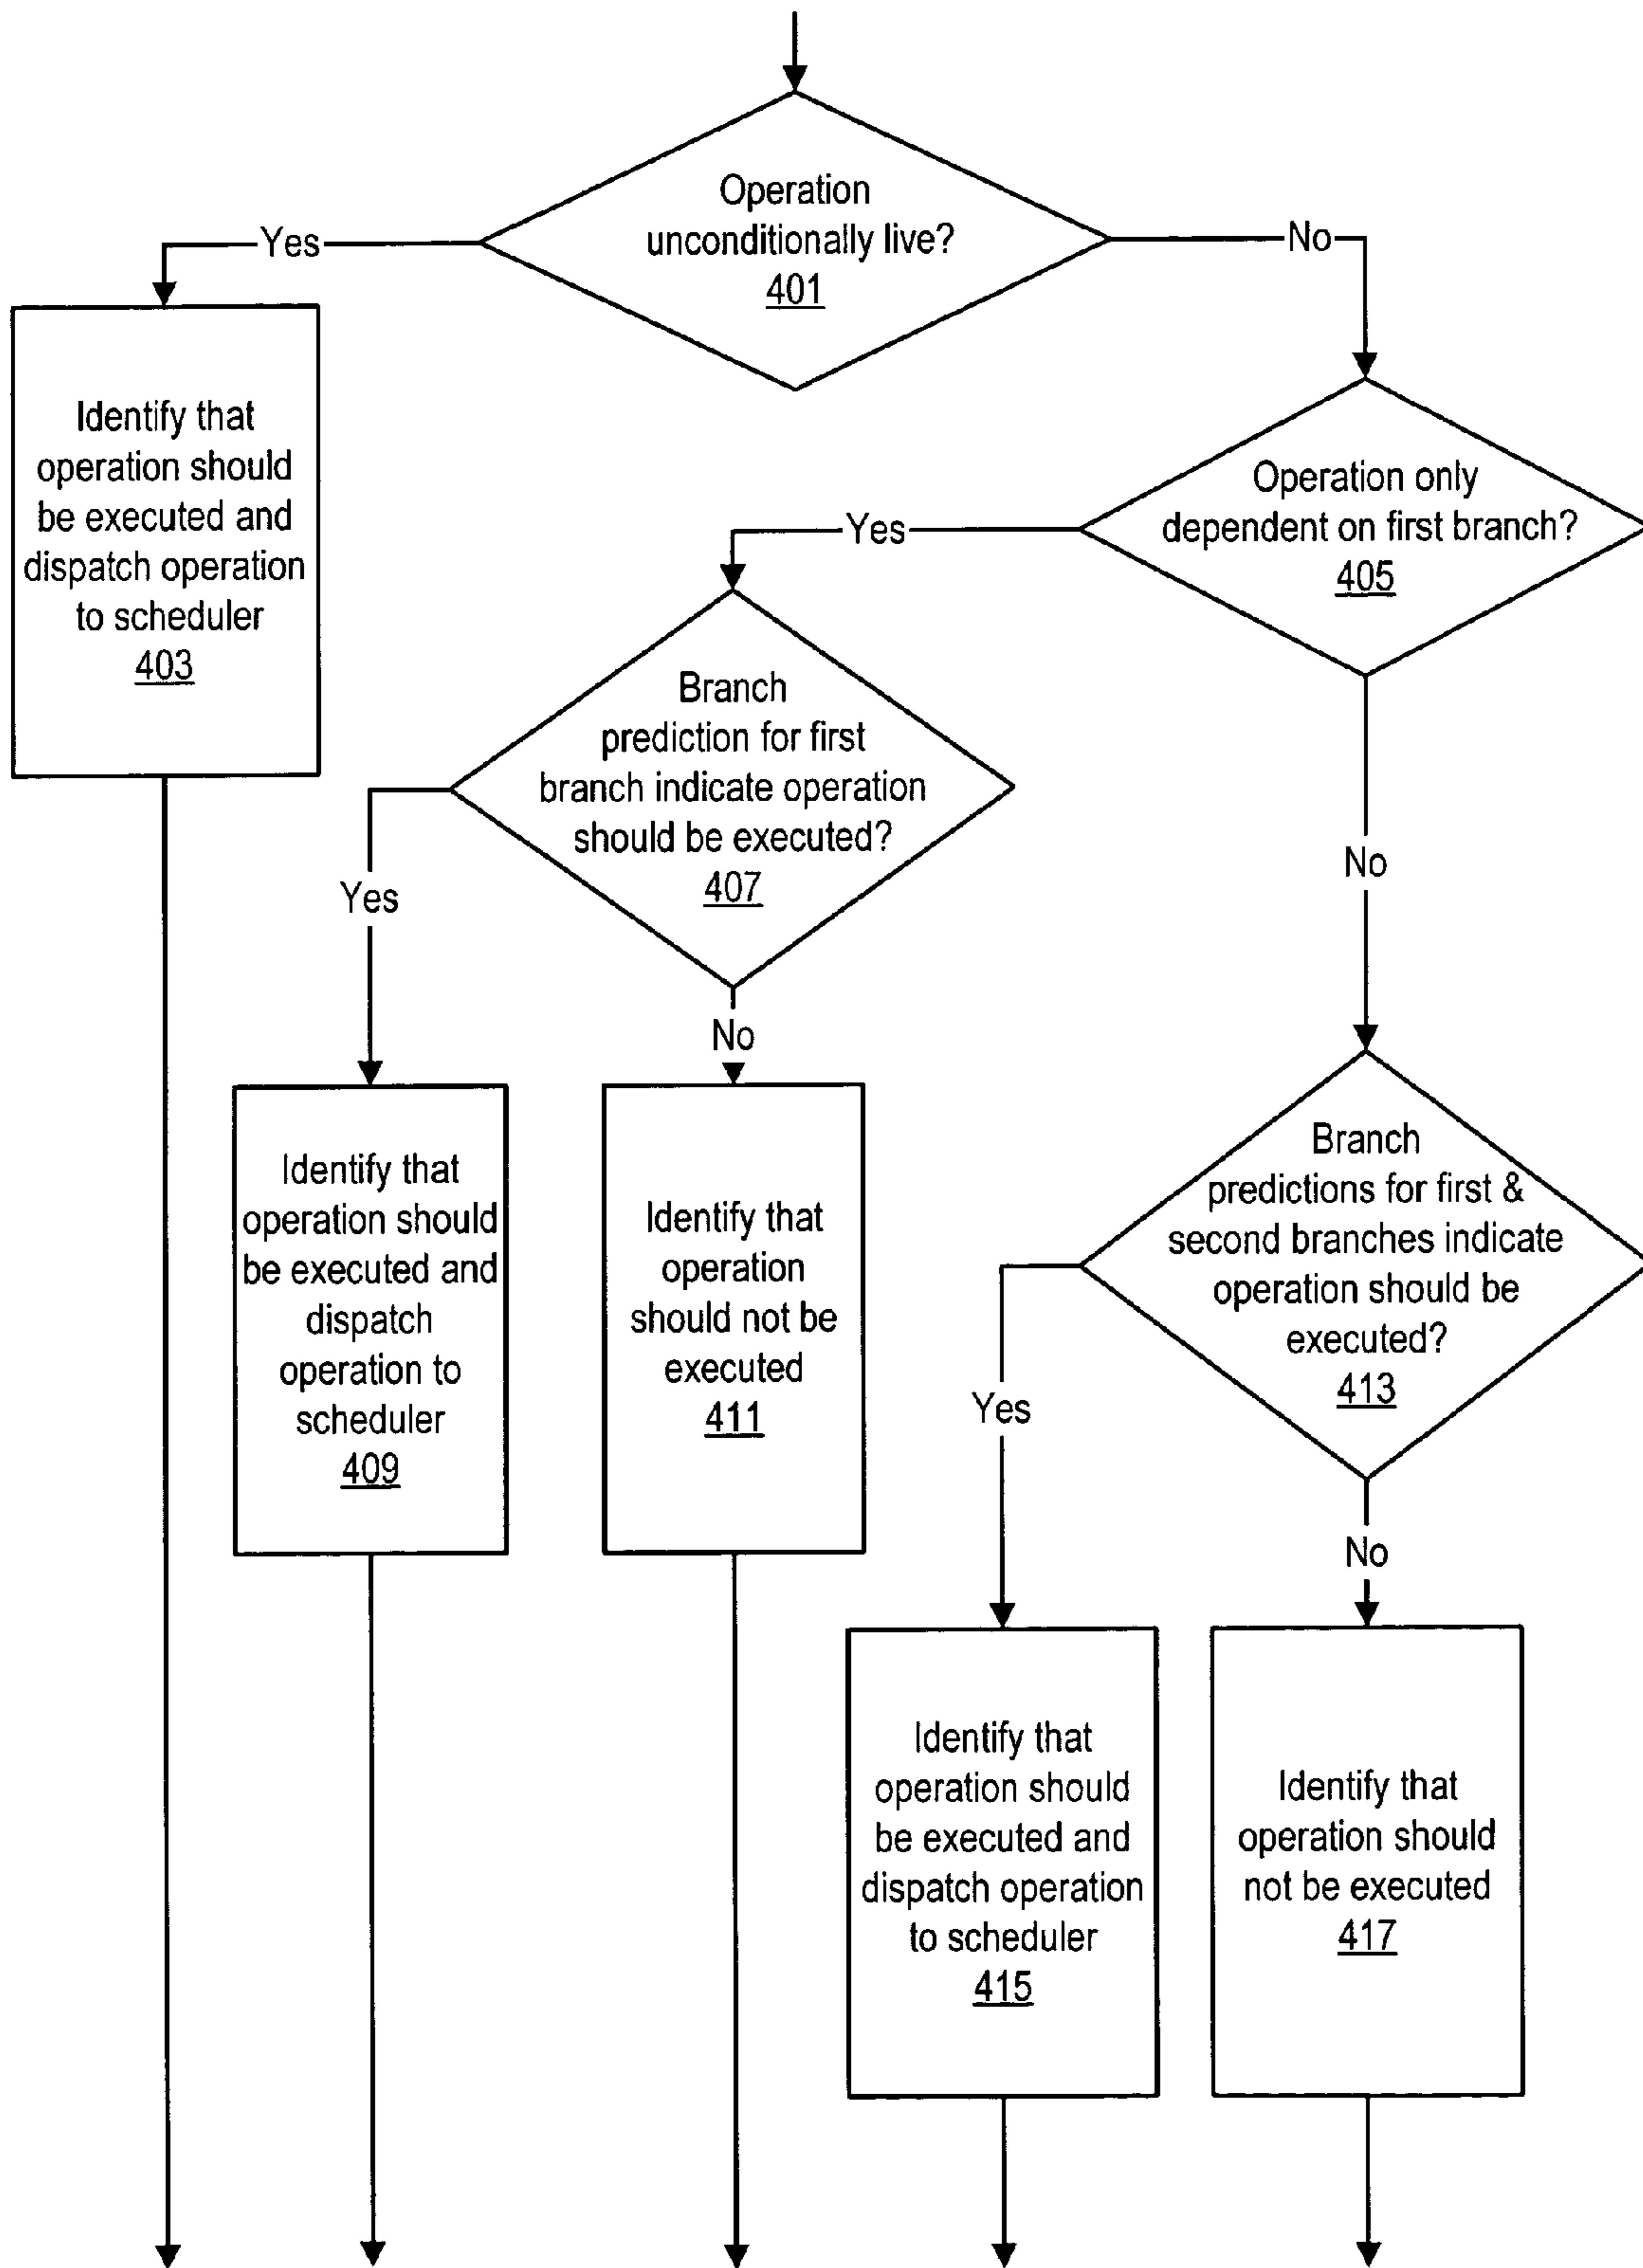 Operation
unconditionally live?
401
Yes
No
Identify that
operation should
be executed and
dispatch operation
to scheduler
403
Operation only
dependent on first branch?
405
Yes
No
Branch
prediction for first
branch indicate operation
should be executed?
407
Yes
No
Identify that
operation should
be executed and
dispatch
operation to
scheduler
409
Identify that
operation
should not be
executed
411
Branch
predictions for first &
second branches indicate
operation should be
executed?
413
Yes
No
Identify that
operation should
be executed and
dispatch operation
to scheduler
415
Identify that
operation should
not be executed
417